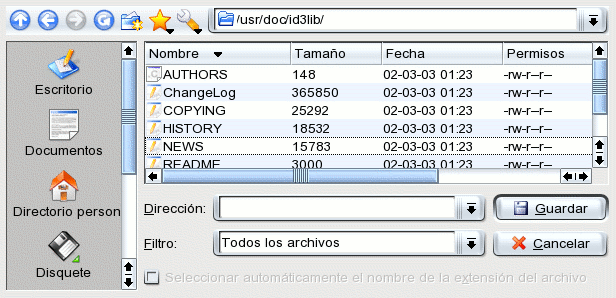 /usr/doc/id3lib/
Escritorio
Documentos
Directorio person
Disquete
Nombre Tamaño Fecha Permisos
AUTHORS 148 02-03-03 01:23 -rw-r--r--
ChangeLog 365850 02-03-03 01:23 -rw-r--r--
COPYING 25292 02-03-03 01:23 -rw-r--r--
HISTORY 18532 02-03-03 01:23 -rw-r--r--
NEWS 15783 02-03-03 01:23 -rw-r--r--
README 3000 02-03-03 01:23 -rw-r--r--
Dirección: Guardar
Filtro: Todos los archivos Cancelar
Seleccionar automáticamente el nombre de la extensión del archivo